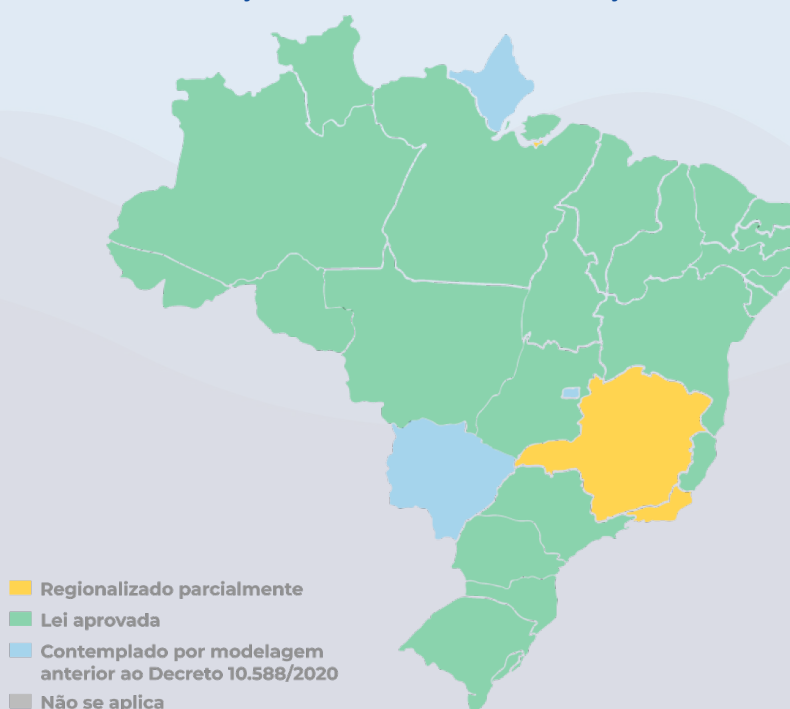 Regionalizado parcialmente
Lei aprovada
Contemplado por modelagem
anterior ao Decreto 10.588/2020
Não se aplica